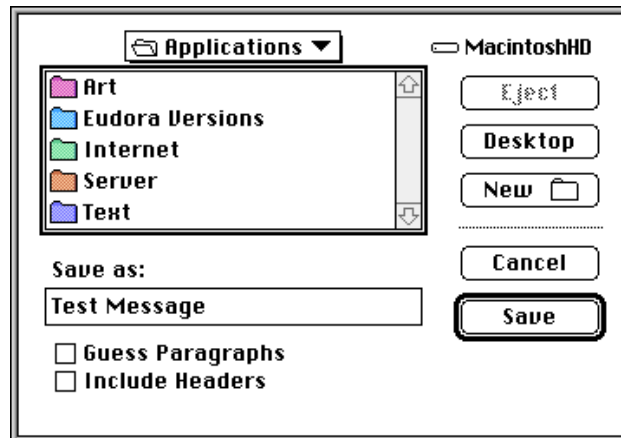 Applications
MacintoshHD
Art
Eudora Versions
Internet
Server
Text
Eject
Desktop
New
Save as:
Test Message
Cancel
Save
Guess Paragraphs
Include Headers